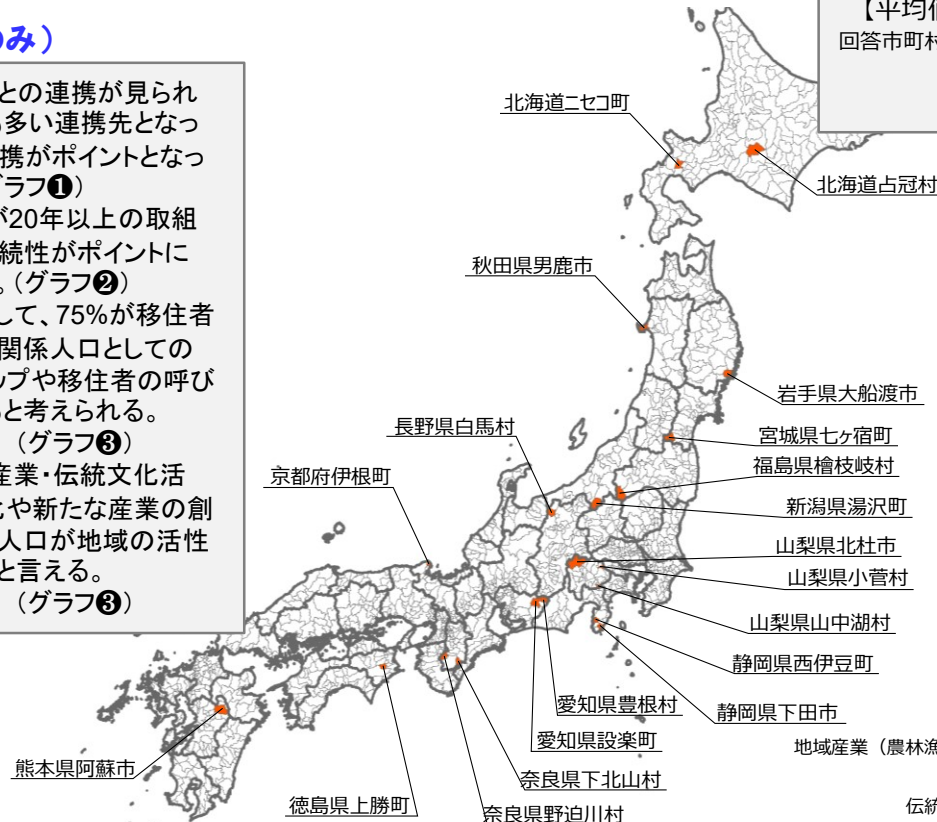 のみ）
との連携が見られ
多い連携先となっ
携がポイントとなっ
グラフ❶）
が20年以上の取組
続性がポイントに
。（グラフ❷）
して、75%が移住者
関係人口としての
ップや移住者の呼び
と考えられる。
（グラフ❸）
産業・伝統文化活
や新たな産業の創
人口が地域の活性
と言える。
（グラフ❸）
【平均値
回答市町村
北海道ニセコ町
北海道占冠村
秋田県男鹿市
岩手県大船渡市
長野県白馬村
宮城県七ヶ宿町
福島県檜枝岐村
京都府伊根町
新潟県湯沢町
山梨県北杜市
山梨県小菅村
山梨県山中湖村
静岡県西伊豆町
愛知県豊根村
静岡県下田市
愛知県設楽町
地域産業（農林漁
熊本県阿蘇市
奈良県下北山村
徳島県上勝町
奈良県野迫川村
伝統